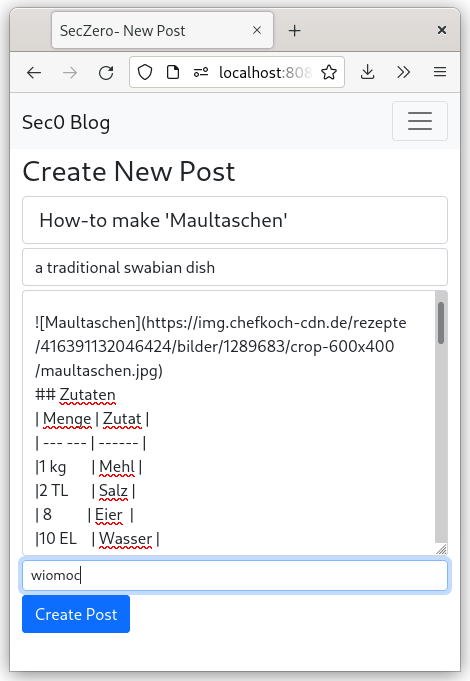 SecZero- New Post
localhost:808
Sec0 Blog
Create New Post
How-to make 'Maultaschen'
a traditional swabian dish
![Maultaschen](https://img.chefkoch-cdn.de/rezepte
/416391132046424/bilder/1289683/crop-600x400
/maultaschen.jpg)
## Zutaten
| Menge | Zutat |
| --- --- | ------ |
|1 kg | Mehl |
|2 TL | Salz |
| 8 | Eier |
|10 EL | Wasser |
wiomoc
Create Post